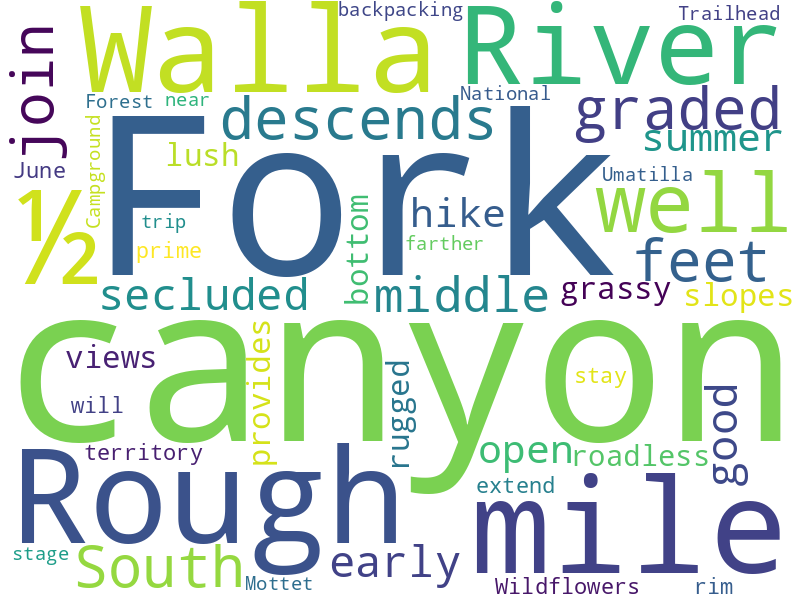 backpacking
Trailhead
Walla
River
join
Forest
near
National
descends
graded
summer
Fork
lush
June
Campground
½
trip
prime
hike
Umatilla
well
farther
bottom
feet
secluded
middle
grassy
slopes
canyon
views
provides
rugged
stay
will
good
territory
Rough
open
roadless
extend
mile
stage
South
Mottet
early
Wildflowers
rim